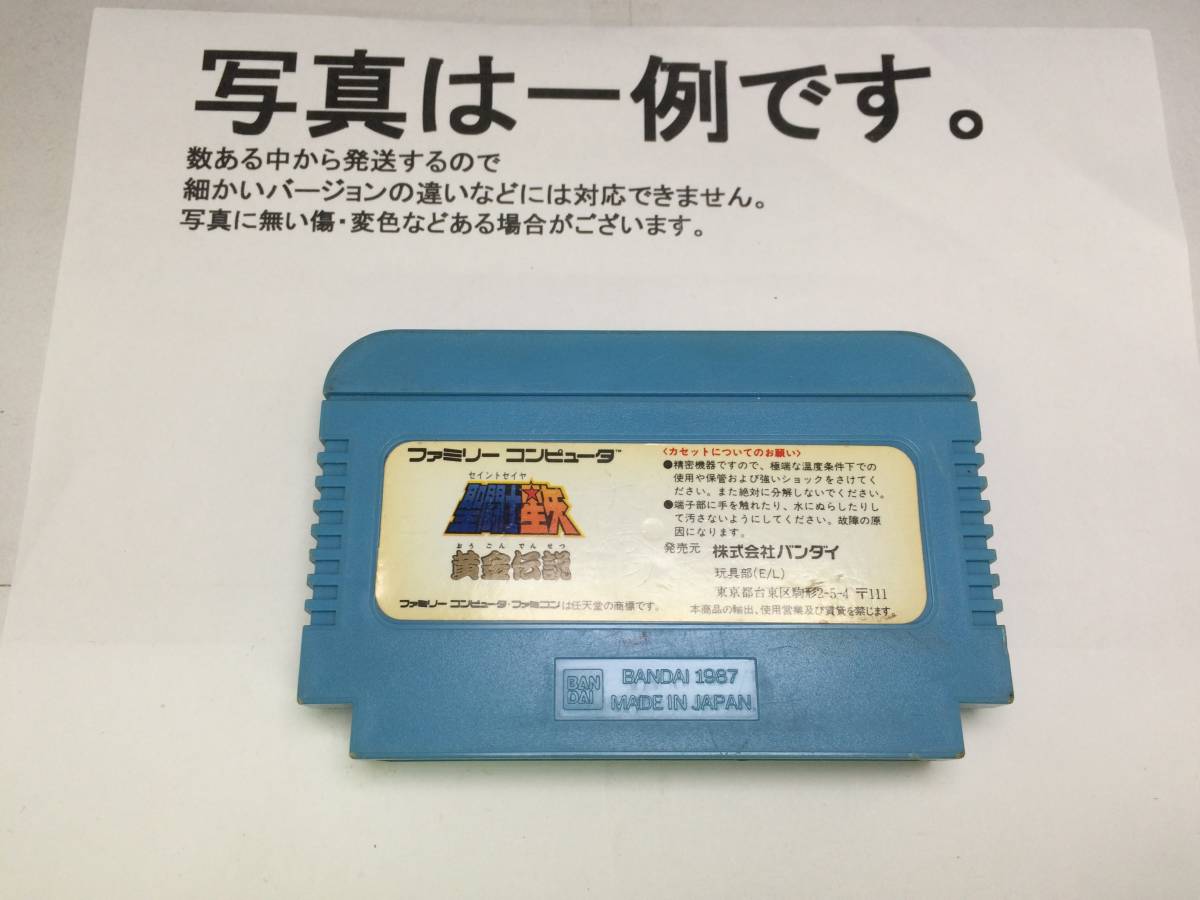 写真は一例です。
数ある中から発送するので
細かいバージョンの違いなどには対応できません。
写真に無い傷・変色などある場合がございます。
ファミリー コンピュータ™
セイントセイヤ
聖闘士星矢
おうごんでんせつ
黄金伝説
ファミリー コンピュータ・ファミコンは任天堂の商標です。
〈カセットについてのお願い〉
●精密機器ですので、極端な温度条件下での
使用や保管および強いショックをさけてく
ださい。また絶対に分解しないでください。
●端子部に手を触れたり、水にぬらしたりし
て汚さないようにしてください。故障の原
因になります。
発売元 株式会社バンダイ
玩具部(E/L)
東京都台東区駒形2-5-4 〒111
本商品の輸出、使用営業及び賃貸を禁じます。
BAN
DAI
BANDAI 1987
MADE IN JAPAN